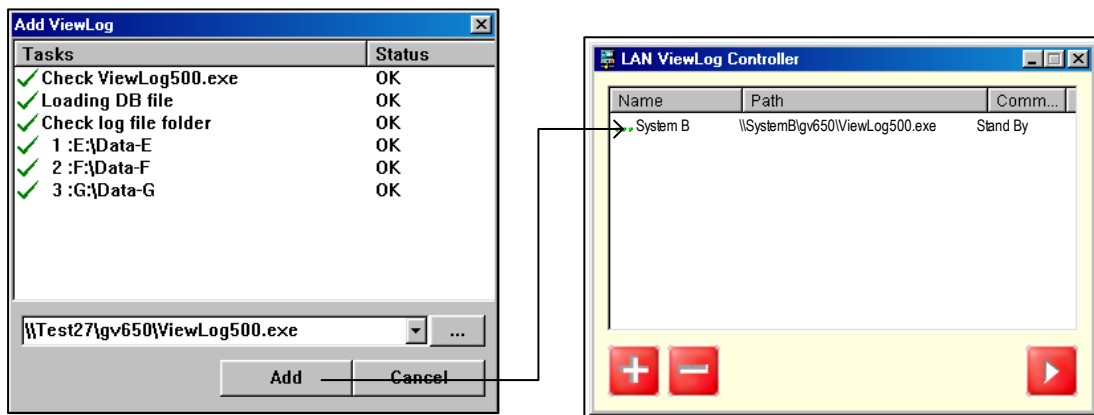 Add ViewLog
Tasks Status
Check ViewLog500.exe OK
Loading DB file OK
Check log file folder OK
1 :E:\Data-E OK
2 :F:\Data-F OK
3 :G:\Data-G OK
\\Test27\gv650\ViewLog500.exe ...
Add Cancel
LAN ViewLog Controller
Name Path Comm...
System B \\SystemB\gv650\ViewLog500.exe Stand By